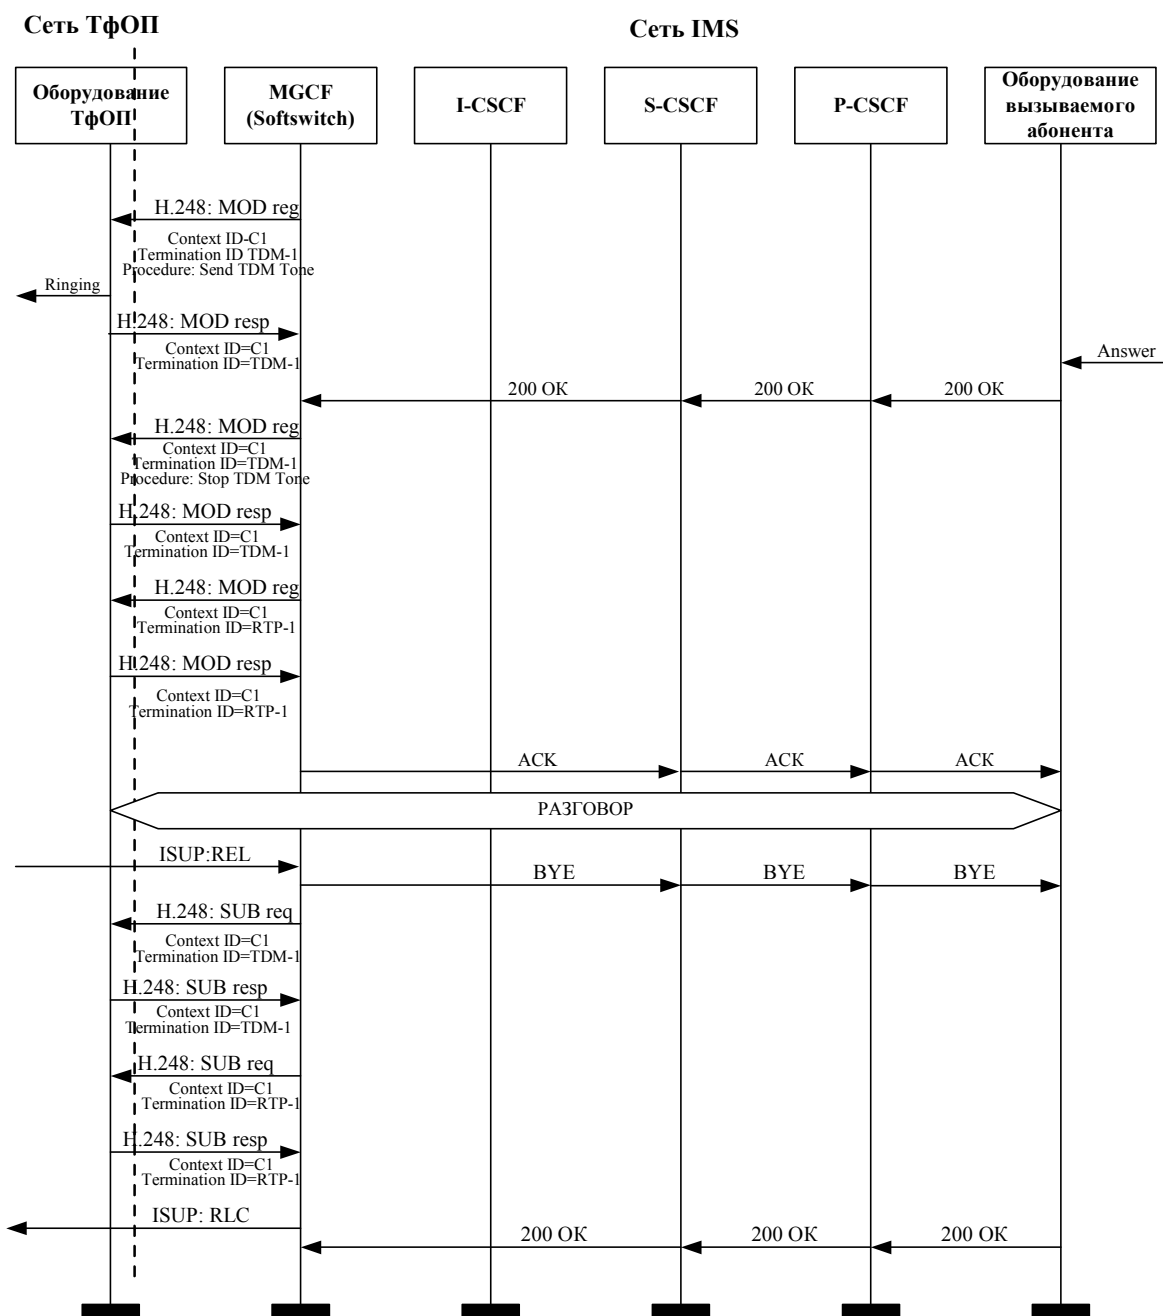 Сеть ТфОП
Сеть IMS
Оборудование
ТфОП
MGCF
(Softswitch)
I-CSCF
S-CSCF
P-CSCF
Оборудование
вызываемого
абонента
H.248: MOD reg
Context ID-C1
Termination ID TDM-1
Procedure: Send TDM Tone
Ringing
H.248: MOD resp
Context ID=C1
Termination ID=TDM-1
Answer
200 OK
200 OK
200 OK
H.248: MOD reg
Context ID=C1
Termination ID=TDM-1
Procedure: Stop TDM Tone
H.248: MOD resp
Context ID=C1
Termination ID=TDM-1
H.248: MOD reg
Context ID=C1
Termination ID=RTP-1
H.248: MOD resp
Context ID=C1
Termination ID=RTP-1
ACK
ACK
ACK
РАЗГОВОР
ISUP:REL
BYE
BYE
BYE
H.248: SUB req
Context ID=C1
Termination ID=TDM-1
H.248: SUB resp
Context ID=C1
Termination ID=TDM-1
H.248: SUB req
Context ID=C1
Termination ID=RTP-1
H.248: SUB resp
Context ID=C1
Termination ID=RTP-1
ISUP: RLC
200 OK
200 OK
200 OK